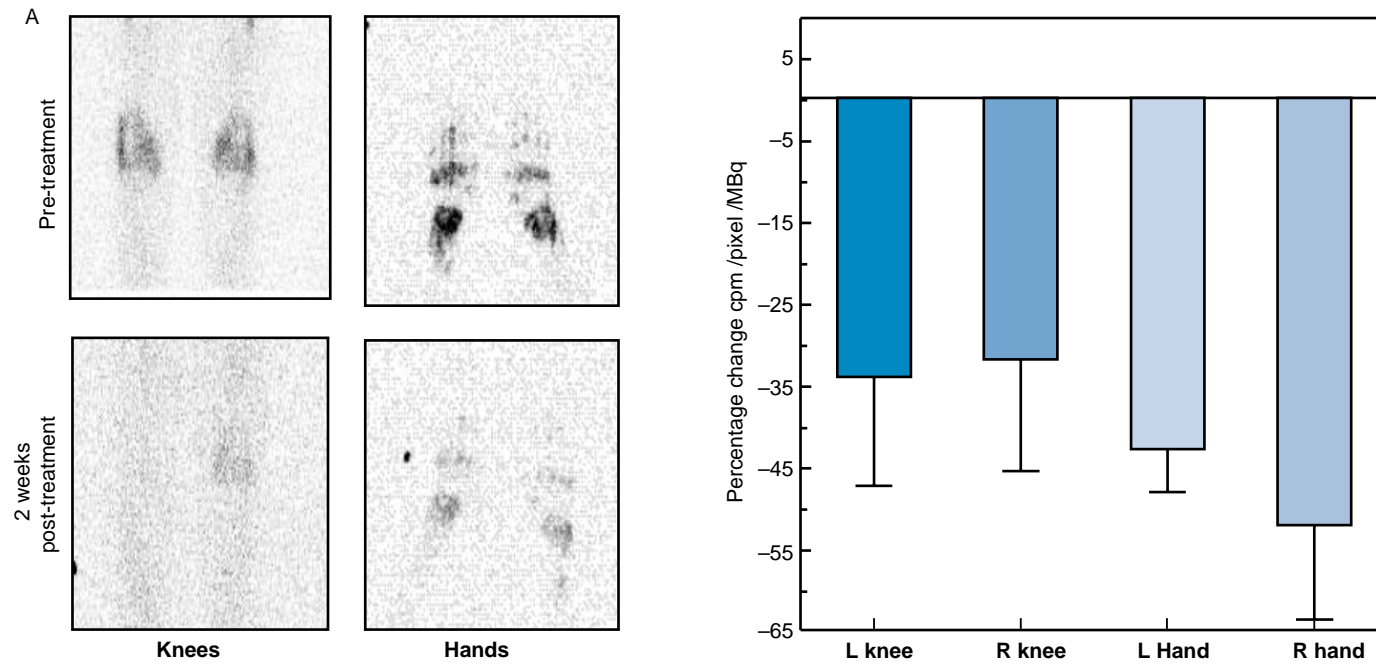 A
Pre-treatment
2 weeks
post-treatment
Knees
Hands
Percentage change cpm /pixel /MBq
5
–5
–15
–25
–35
–45
–55
–65
L knee
R knee
L Hand
R hand